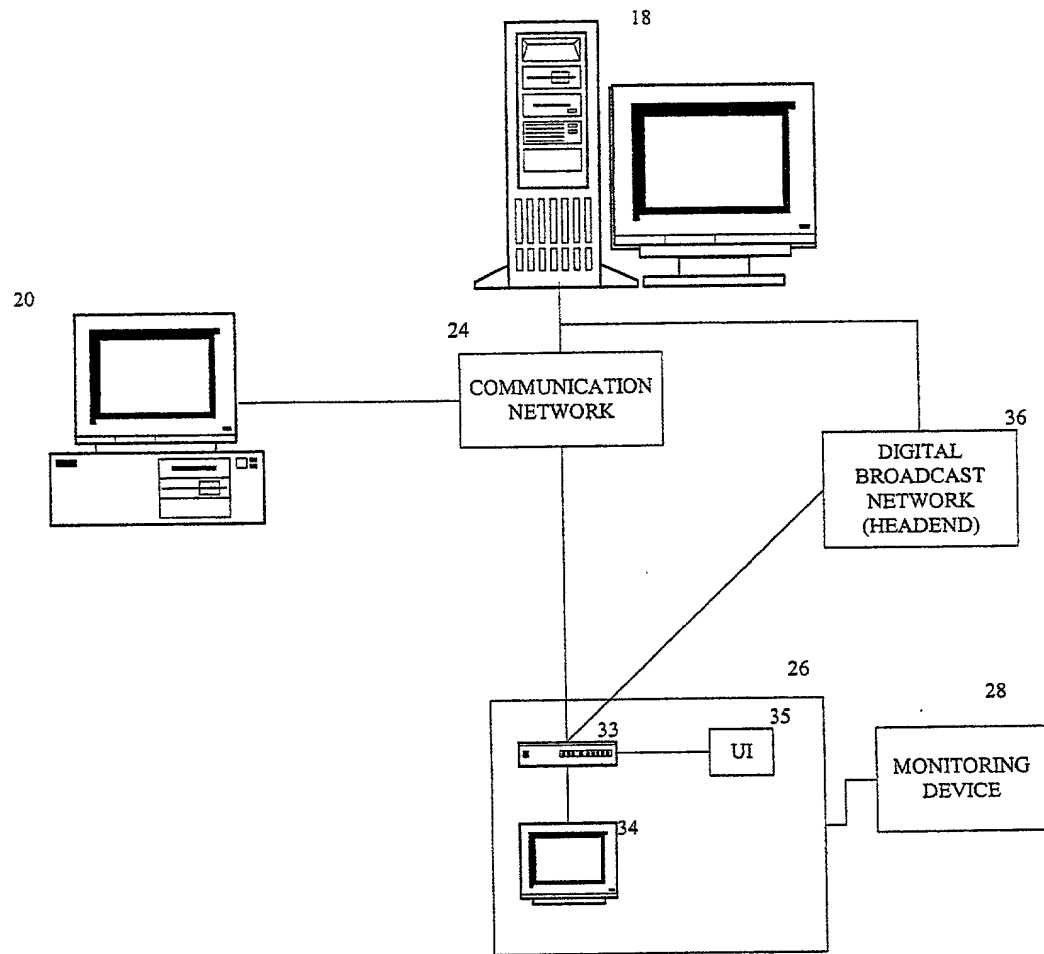 18
20
24
COMMUNICATION
NETWORK
36
DIGITAL
BROADCAST
NETWORK
(HEADEND)
26
28
33
35
UI
MONITORING
DEVICE
34